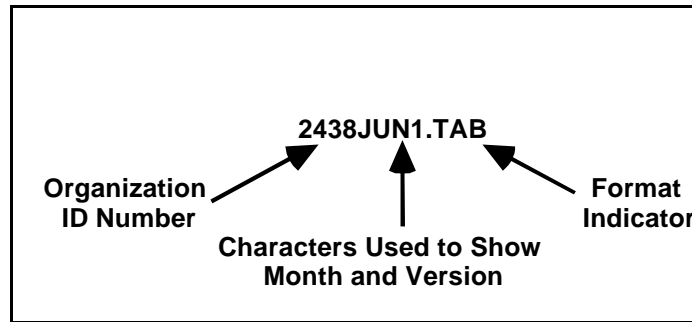 2438JUN1.TAB
Organization
ID Number
Characters Used to Show
Month and Version
Format
Indicator